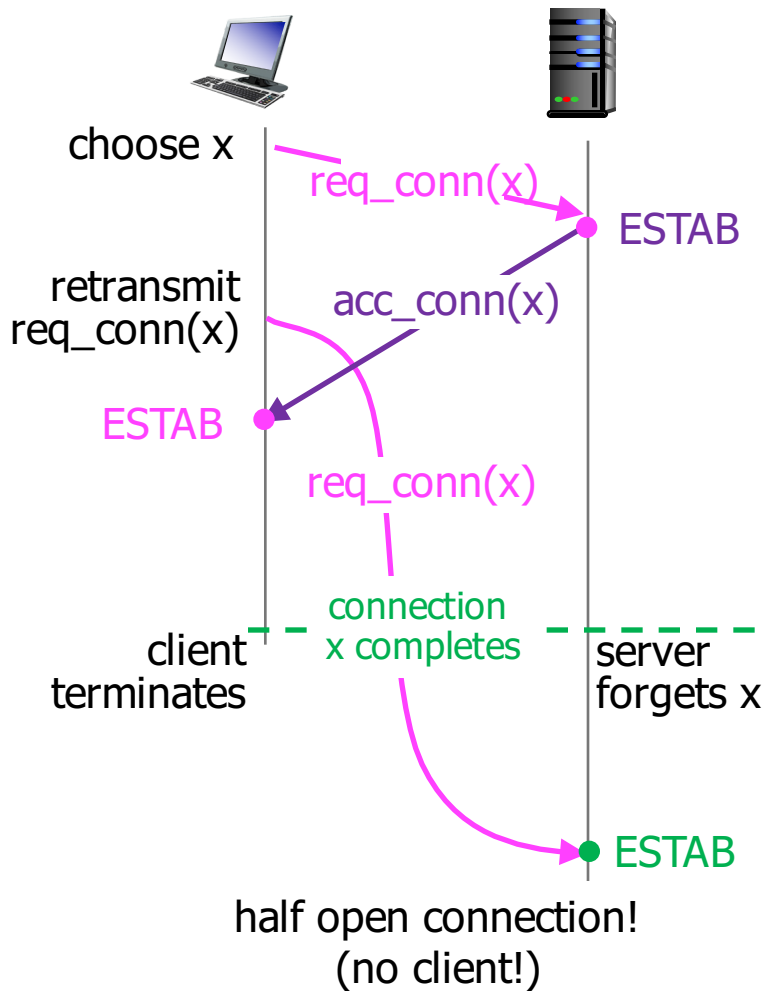 choose x
req_conn(x)
ESTAB
retransmit
req_conn(x)
acc_conn(x)
ESTAB
req_conn(x)
connection
x completes
client
terminates
server
forgets x
ESTAB
half open connection!
(no client!)